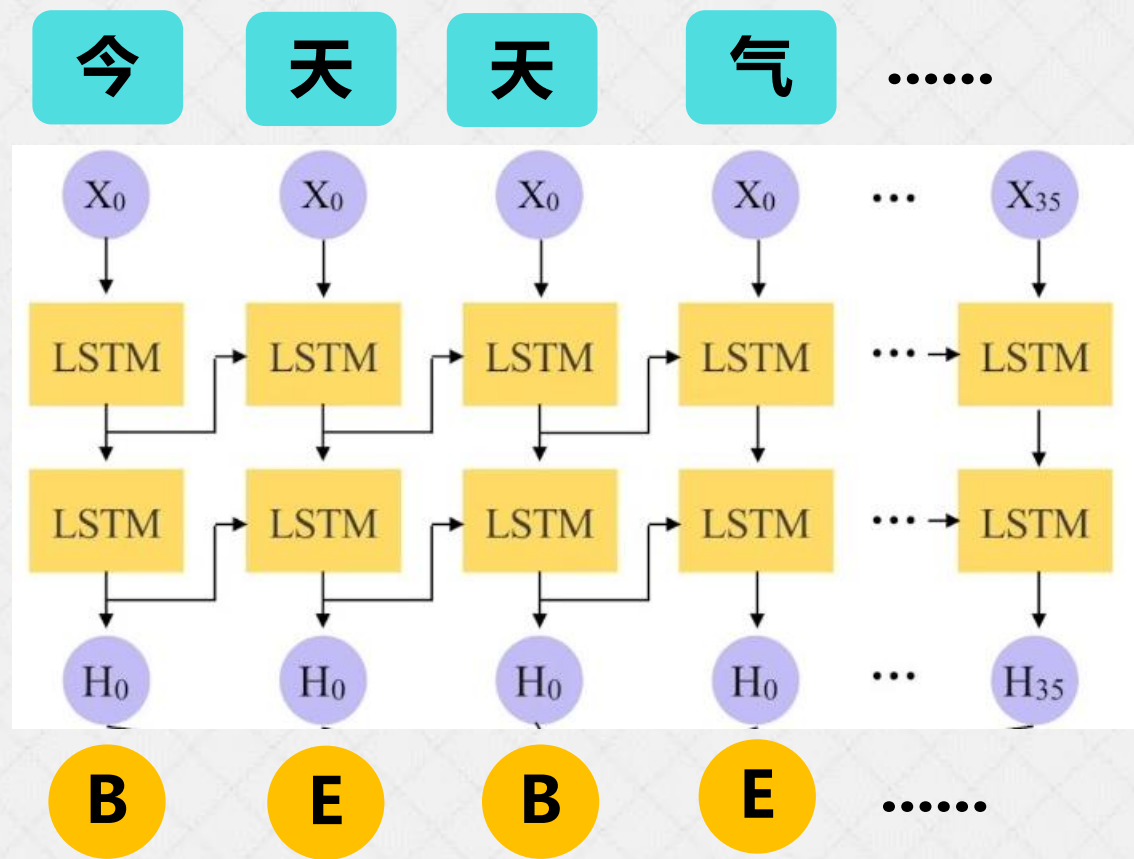 今 天 天 气 ......
X0 X0 X0 X0 ... X35
LSTM LSTM LSTM LSTM ... LSTM
LSTM LSTM LSTM LSTM ... LSTM
H0 H0 H0 H0 ... H35
B E B E ......